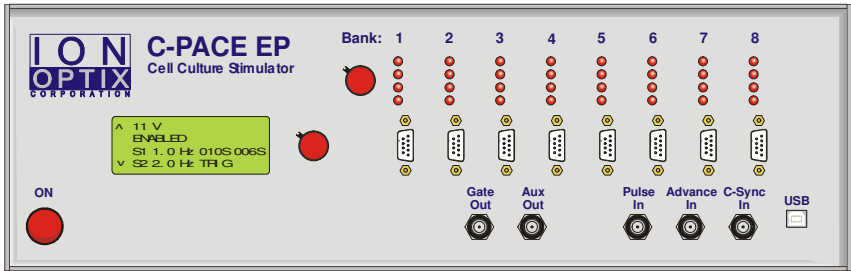 ION
OPTIX
CORPORATION
C-PACE EP
Cell Culture Stimulator
Bank: 1 2 3 4 5 6 7 8
^ 11 V
ENABLED
S1 1.0 Hz 010S 006S
v S2 2.0 Hz TRIG
ON
Gate Out
Aux Out
Pulse In
Advance In
C-Sync In
USB